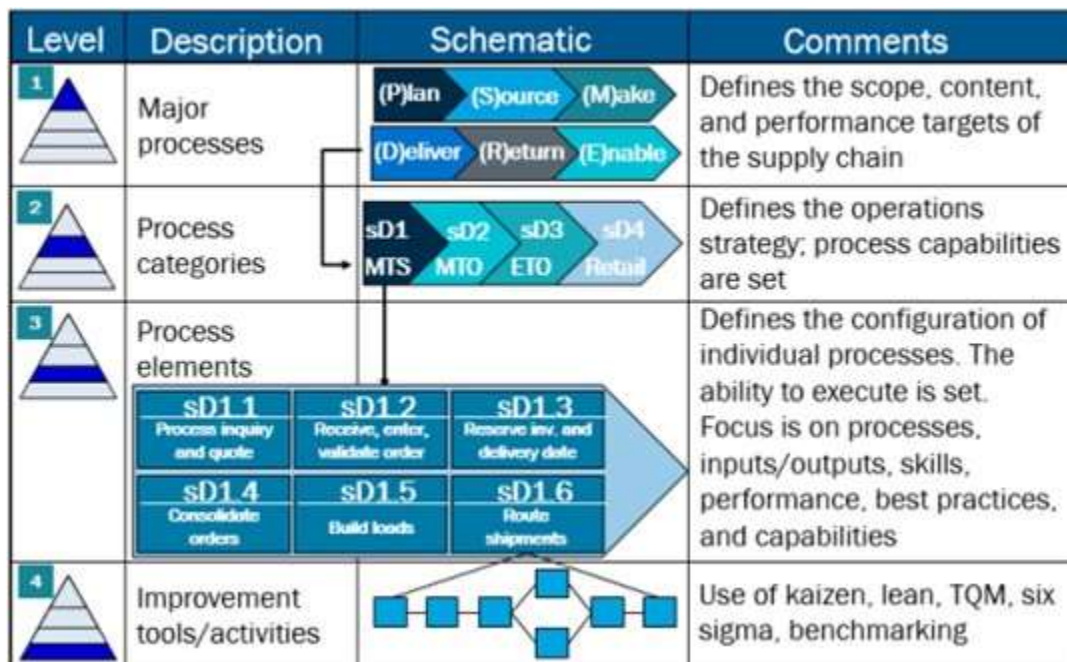 Level Description Schematic Comments
1
Major
processes
(P)lan (S)ource (M)ake
(D)eliver (R)eturn (E)nable
Defines the scope, content,
and performance targets of
the supply chain
2
Process
categories
sD1 sD2 sD3 sD4
MTS MTO ETO Retail
Defines the operations
strategy; process capabilities
are set
3
Process
elements
sD1.1 sD1.2 sD1.3
Process inquiry
and quote
Receive, enter,
validate order
Reserve inv. and
delivery date
sD1.4 sD1.5 sD1.6
Consolidate
orders
Build loads
Route
shipments
Defines the configuration of
individual processes. The
ability to execute is set.
Focus is on processes,
inputs/outputs, skills,
performance, best practices,
and capabilities
4
Improvement
tools/activities
Use of kaizen, lean, TQM, six
sigma, benchmarking